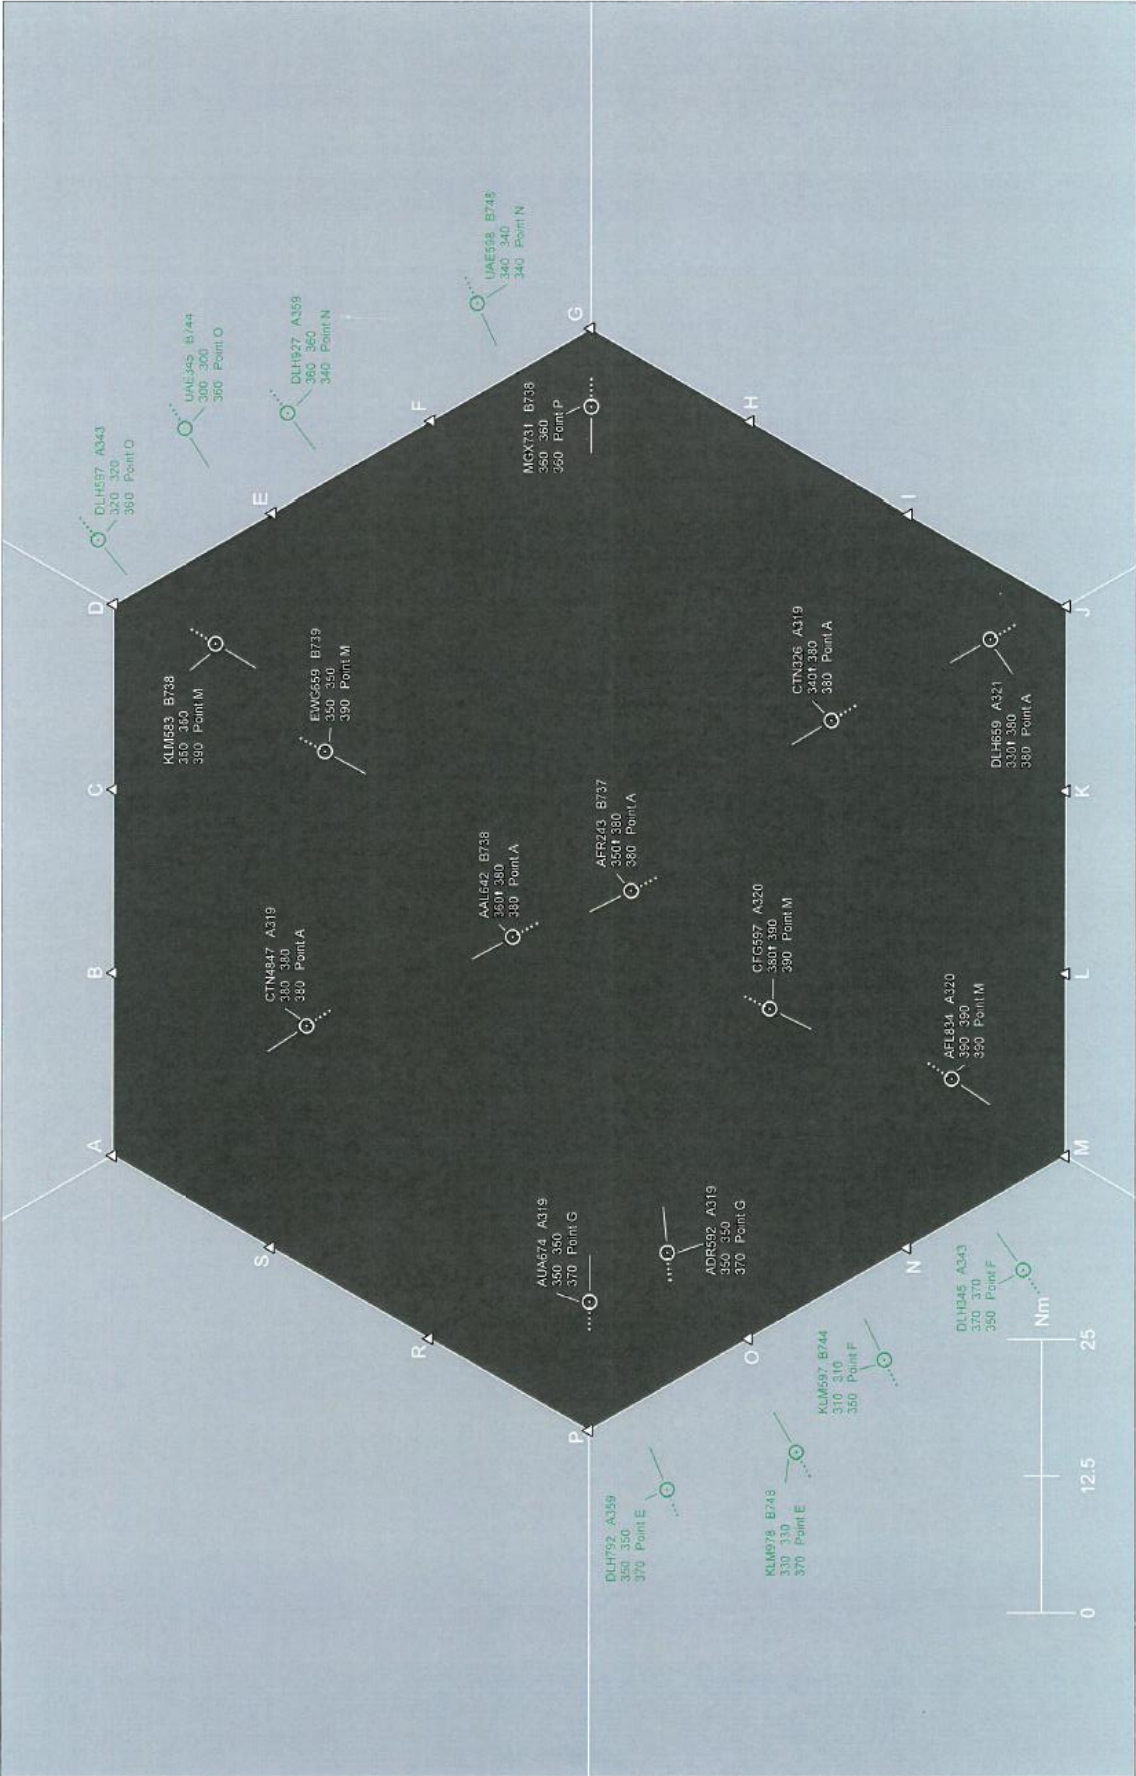 A
B
C
D
DLH597 A343
320 320
360 Point O
UAE345 B744
300 300
360 Point O
KLM583 B738
350 350
390 Point M
S
E
CTN4847 A319
380 380
380 Point A
DLH927 A359
360 360
340 Point N
EWG659 B739
350 350
390 Point M
R
F
AAL642 B738
360↑ 380
380 Point A
UAE598 B748
340 340
340 Point N
AUA674 A319
350 350
370 Point G
MGX731 B738
360 360
360 Point P
P
G
DLH792 A359
350 350
370 Point E
AFR243 B737
350↑ 380
380 Point A
ADR592 A319
350 350
370 Point G
O
H
KLM978 B748
330 330
370 Point E
CFG597 A320
380↑ 390
390 Point M
CTN326 A319
340↑ 380
380 Point A
KLM597 B744
310 310
350 Point F
N
I
DLH345 A343
370 370
350 Point F
AFL834 A320
390 390
390 Point M
DLH659 A321
330↑ 380
380 Point A
Nm
0 12.5 25
M
L
K
J